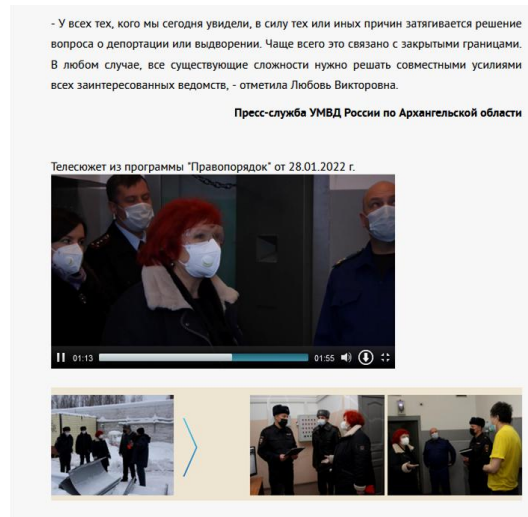 - У всех тех, кого мы сегодня увидели, в силу тех или иных причин затягивается решение
вопроса о депортации или выдворении. Чаще всего это связано с закрытыми границами.
В любом случае, все существующие сложности нужно решать совместными усилиями
всех заинтересованных ведомств, - отметила Любовь Викторовна.
Пресс-служба УМВД России по Архангельской области
Телесюжет из программы "Правопорядок" от 28.01.2022 г.
01:13 01:55